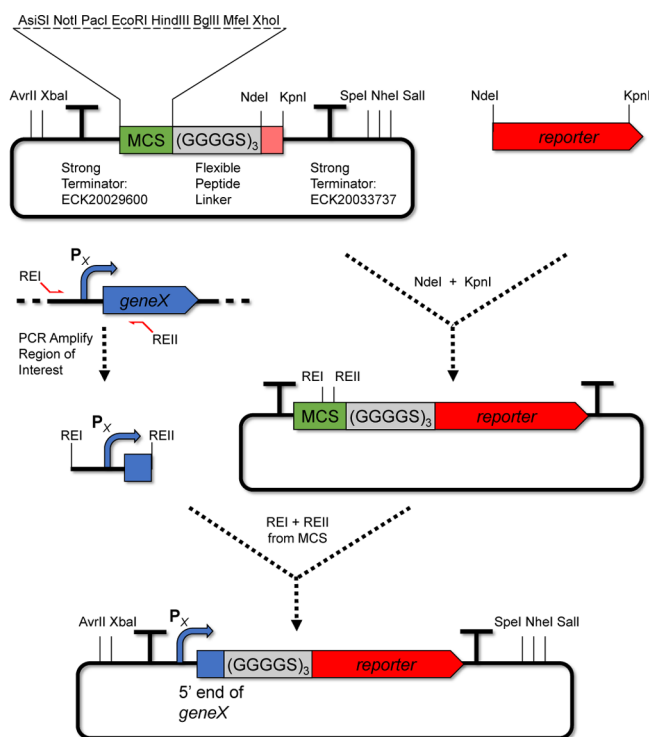 AsiSI NotI PacI EcoRI HindIII BglII MfeI XhoI
AvrII XbaI
NdeI
KpnI
SpeI NheI SalI
MCS
(GGGGS)3
Strong
Terminator:
ECK20029600
Flexible
Peptide
Linker
Strong
Terminator:
ECK20033737
NdeI
KpnI
reporter
PX
REI
geneX
REII
PCR Amplify
Region of
Interest
NdeI + KpnI
REI
REII
MCS
(GGGGS)3
reporter
PX
REI
REII
REI + REII
from MCS
AvrII XbaI
PX
SpeI NheI SalI
(GGGGS)3
reporter
5' end of
geneX